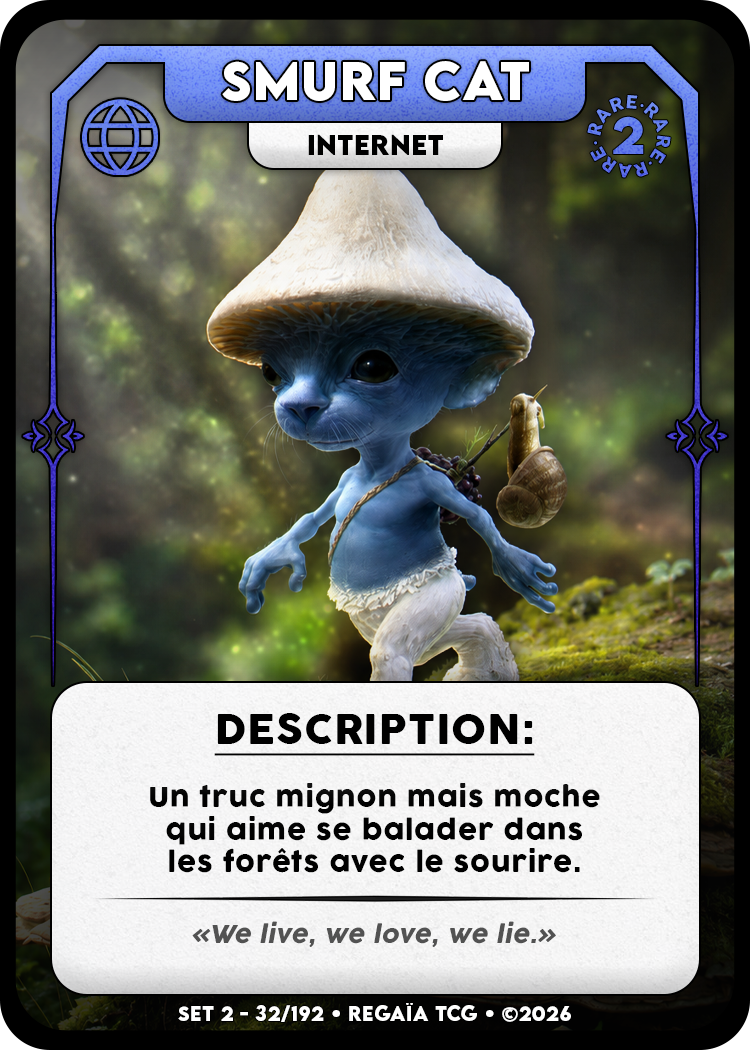 SMURF CAT
INTERNET
RARE·RARE·RARE·RARE·
2
DESCRIPTION:
Un truc mignon mais moche
qui aime se balader dans
les forêts avec le sourire.
«We live, we love, we lie.»
SET 2 - 32/192 • REGAÏA TCG • ©2026